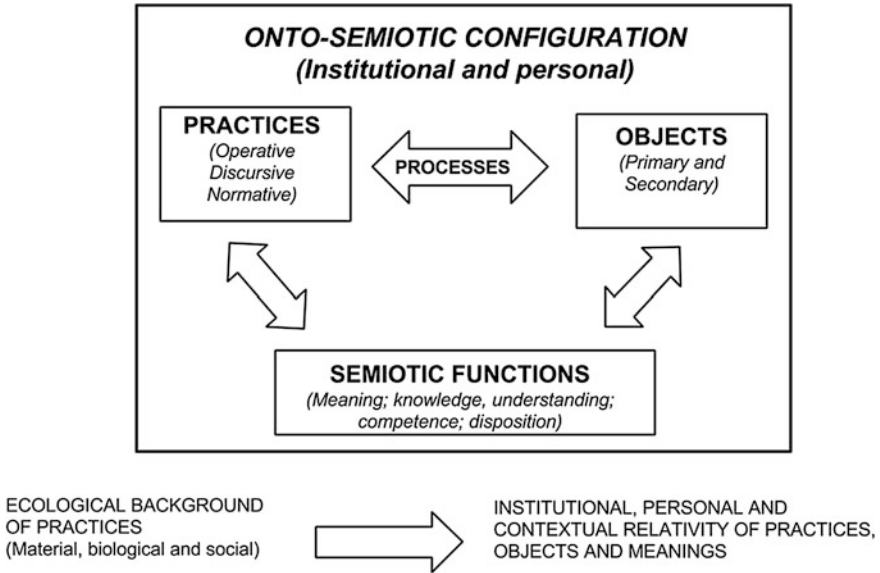 ONTO-SEMIOTIC CONFIGURATION
(Institutional and personal)
PRACTICES
(Operative
Discursive
Normative)
PROCESSES
OBJECTS
(Primary and
Secondary)
SEMIOTIC FUNCTIONS
(Meaning; knowledge, understanding;
competence; disposition)
ECOLOGICAL BACKGROUND
OF PRACTICES
(Material, biological and social)
INSTITUTIONAL, PERSONAL AND
CONTEXTUAL RELATIVITY OF PRACTICES,
OBJECTS AND MEANINGS